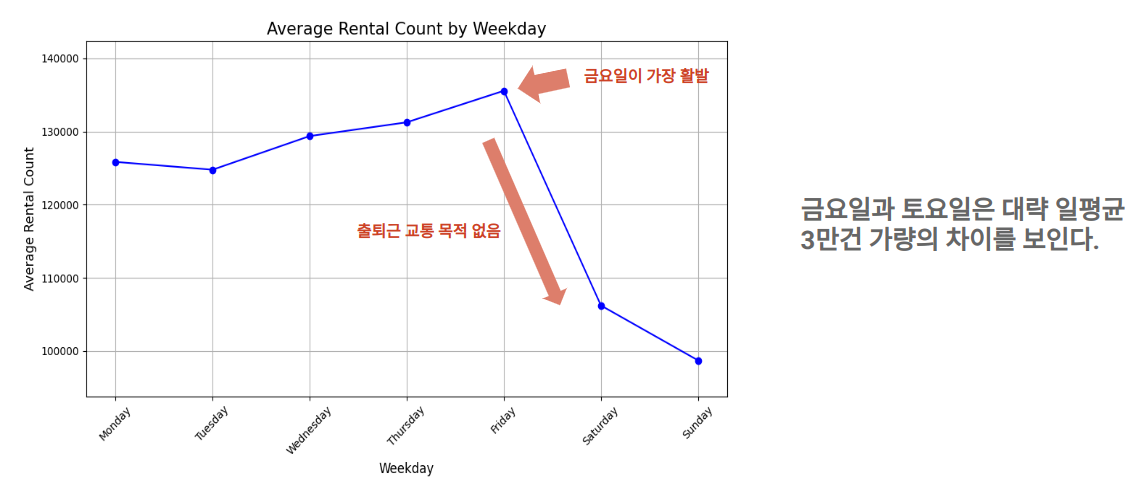 Average Rental Count by Weekday
140000
130000
120000
110000
100000
Average Rental Count
금요일이 가장 활발
출퇴근 교통 목적 없음
Monday
Tuesday
Wednesday
Thursday
Friday
Saturday
Sunday
Weekday
금요일과 토요일은 대략 일평균
3만건 가량의 차이를 보인다.